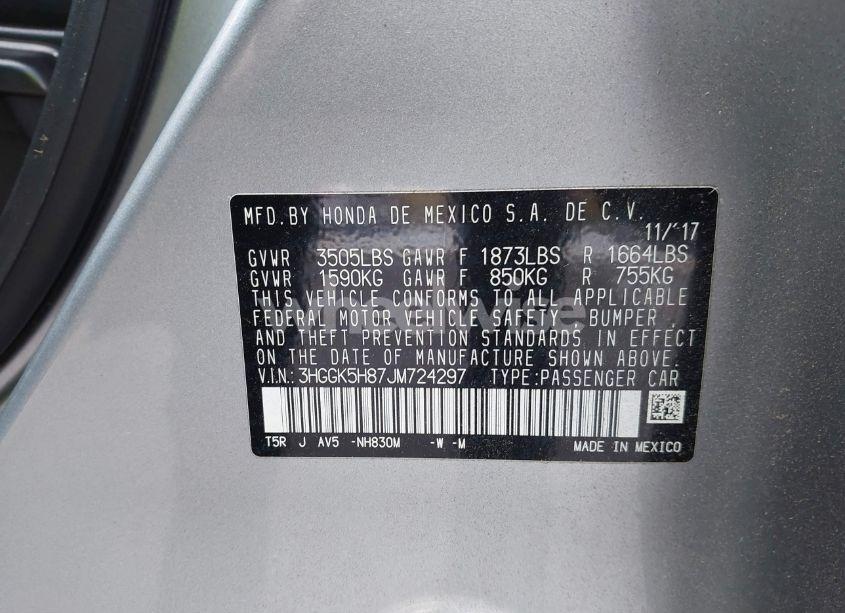 MFD.BY HONDA DE MEXICO S.A. DE C.V.
11/'17
GVWR 3505LBS GAWR F 1873LBS R 1664LBS
GVWR 1590KG GAWR F 850KG R 755KG
THIS VEHICLE CONFORMS TO ALL APPLICABLE
FEDERAL MOTOR VEHICLE SAFETY, BUMPER,
AND THEFT PREVENTION STANDARDS IN EFFECT
ON THE DATE OF MANUFACTURE SHOWN ABOVE.
V.I.N.: 3HGGK5H87JM724297 TYPE:PASSENGER CAR
T5R J AV5 -NH830M -W -M
MADE IN MEXICO